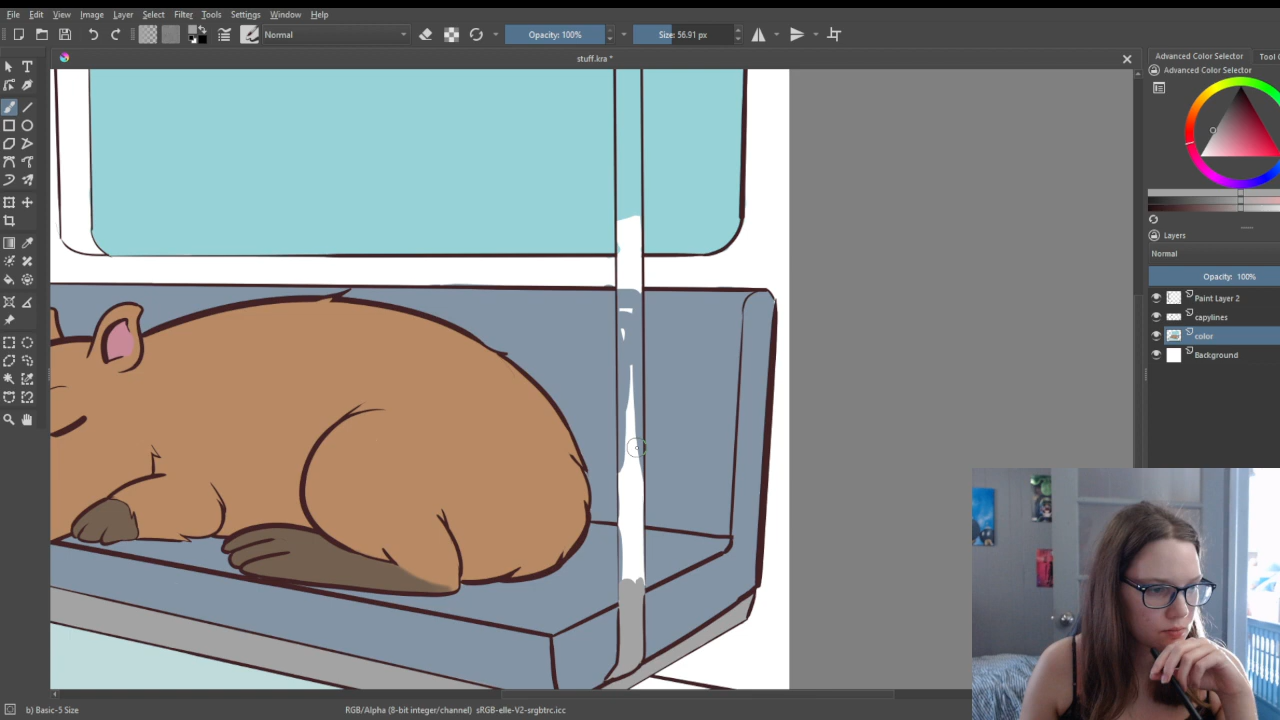 File Edit View Image Layer Select Filter Tools Settings Window Help
Normal Opacity: 100% Size: 56.91 px
stuff.kra *
Advanced Color Selector Tool
Advanced Color Selector
Layers
Normal
Opacity: 100%
Paint Layer 2
capylines
color
Background
b) Basic-5 Size RGB/Alpha (8-bit integer/channel) sRGB-elle-V2-srgbtrc.icc